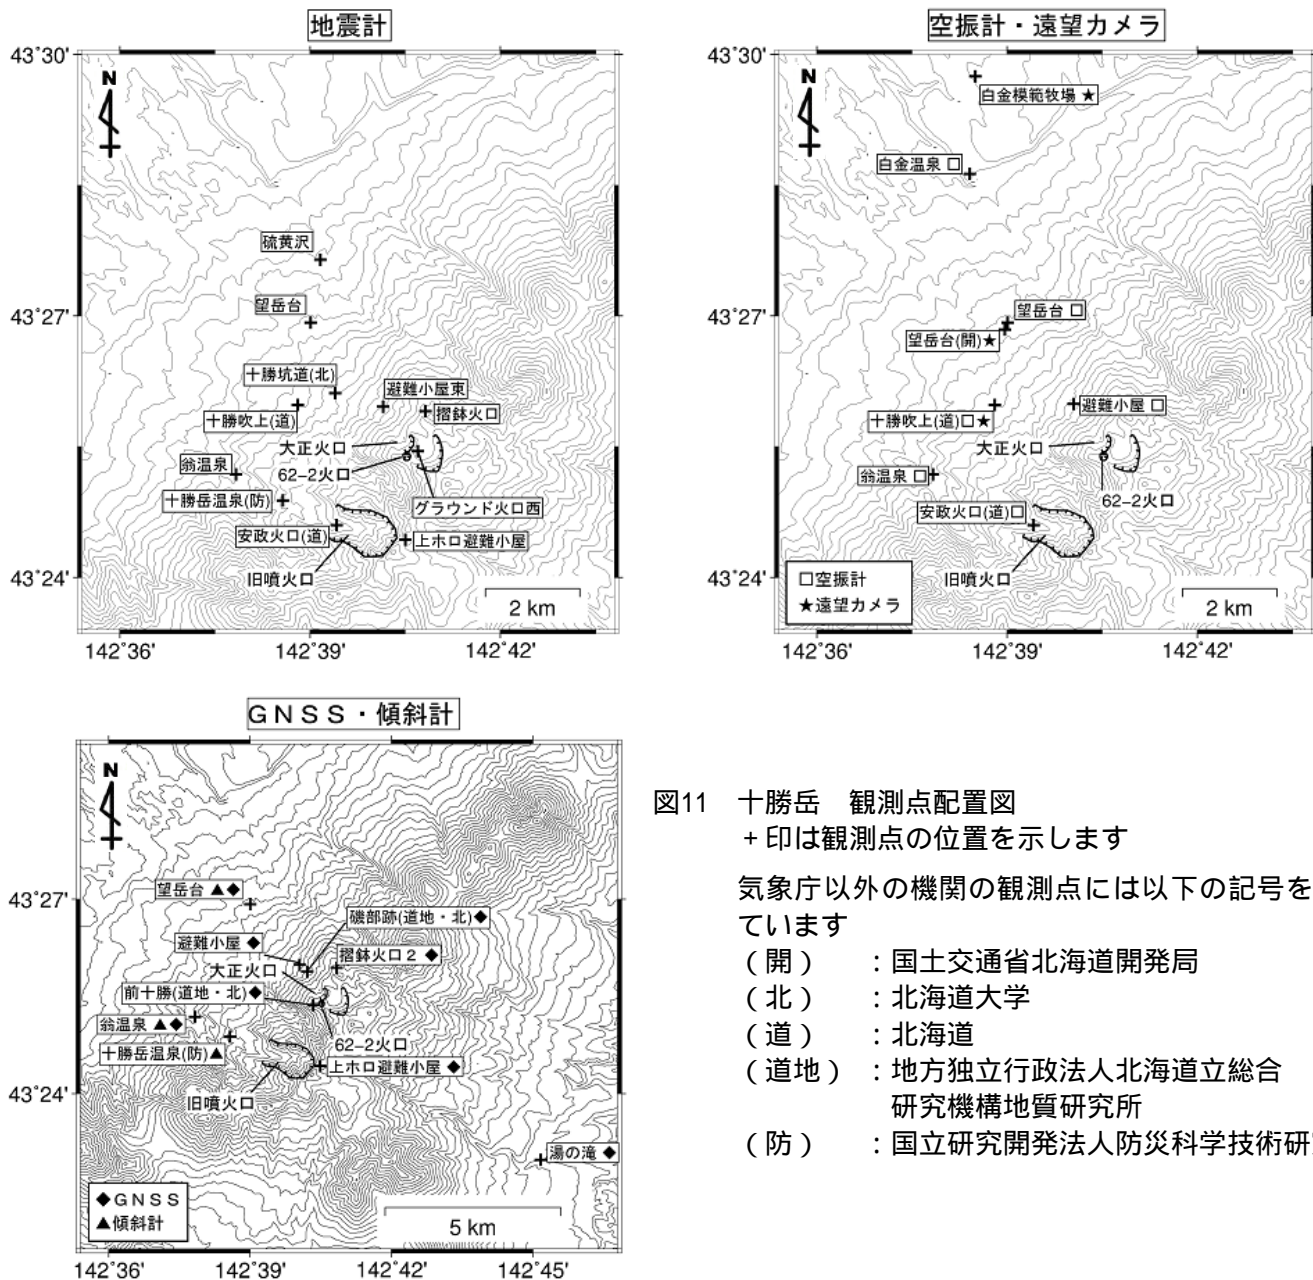 地震計
43°30'
N
硫黄沢
望岳台
43°27'
十勝坑道(北)
避難小屋東
十勝吹上(道)
摺鉢火口
大正火口
翁温泉
62-2火口
十勝岳温泉(防)
グラウンド火口西
安政火口(道)
上ホロ避難小屋
旧噴火口
43°24'
2 km
142°36'
142°39'
142°42'
空振計・遠望カメラ
43°30'
N
白金模範牧場 ★
白金温泉 □
43°27'
望岳台 □
望岳台(開)★
避難小屋 □
十勝吹上(道)□★
大正火口
翁温泉 □
62-2火口
安政火口(道)□
旧噴火口
43°24'
□空振計
★遠望カメラ
2 km
142°36'
142°39'
142°42'
GNSS・傾斜計
N
43°27'
望岳台 ▲◆
磯部跡(道地・北)◆
避難小屋 ◆
摺鉢火口2 ◆
大正火口
前十勝(道地・北)◆
翁温泉 ▲◆
62-2火口
十勝岳温泉(防)▲
上ホロ避難小屋 ◆
43°24'
旧噴火口
湯の滝 ◆
◆GNSS
▲傾斜計
5 km
142°36'
142°39'
142°42'
142°45'
図11 十勝岳 観測点配置図
+印は観測点の位置を示します
気象庁以外の機関の観測点には以下の記号を
ています
(開) :国土交通省北海道開発局
(北) :北海道大学
(道) :北海道
(道地) :地方独立行政法人北海道立総合
研究機構地質研究所
(防) :国立研究開発法人防災科学技術研